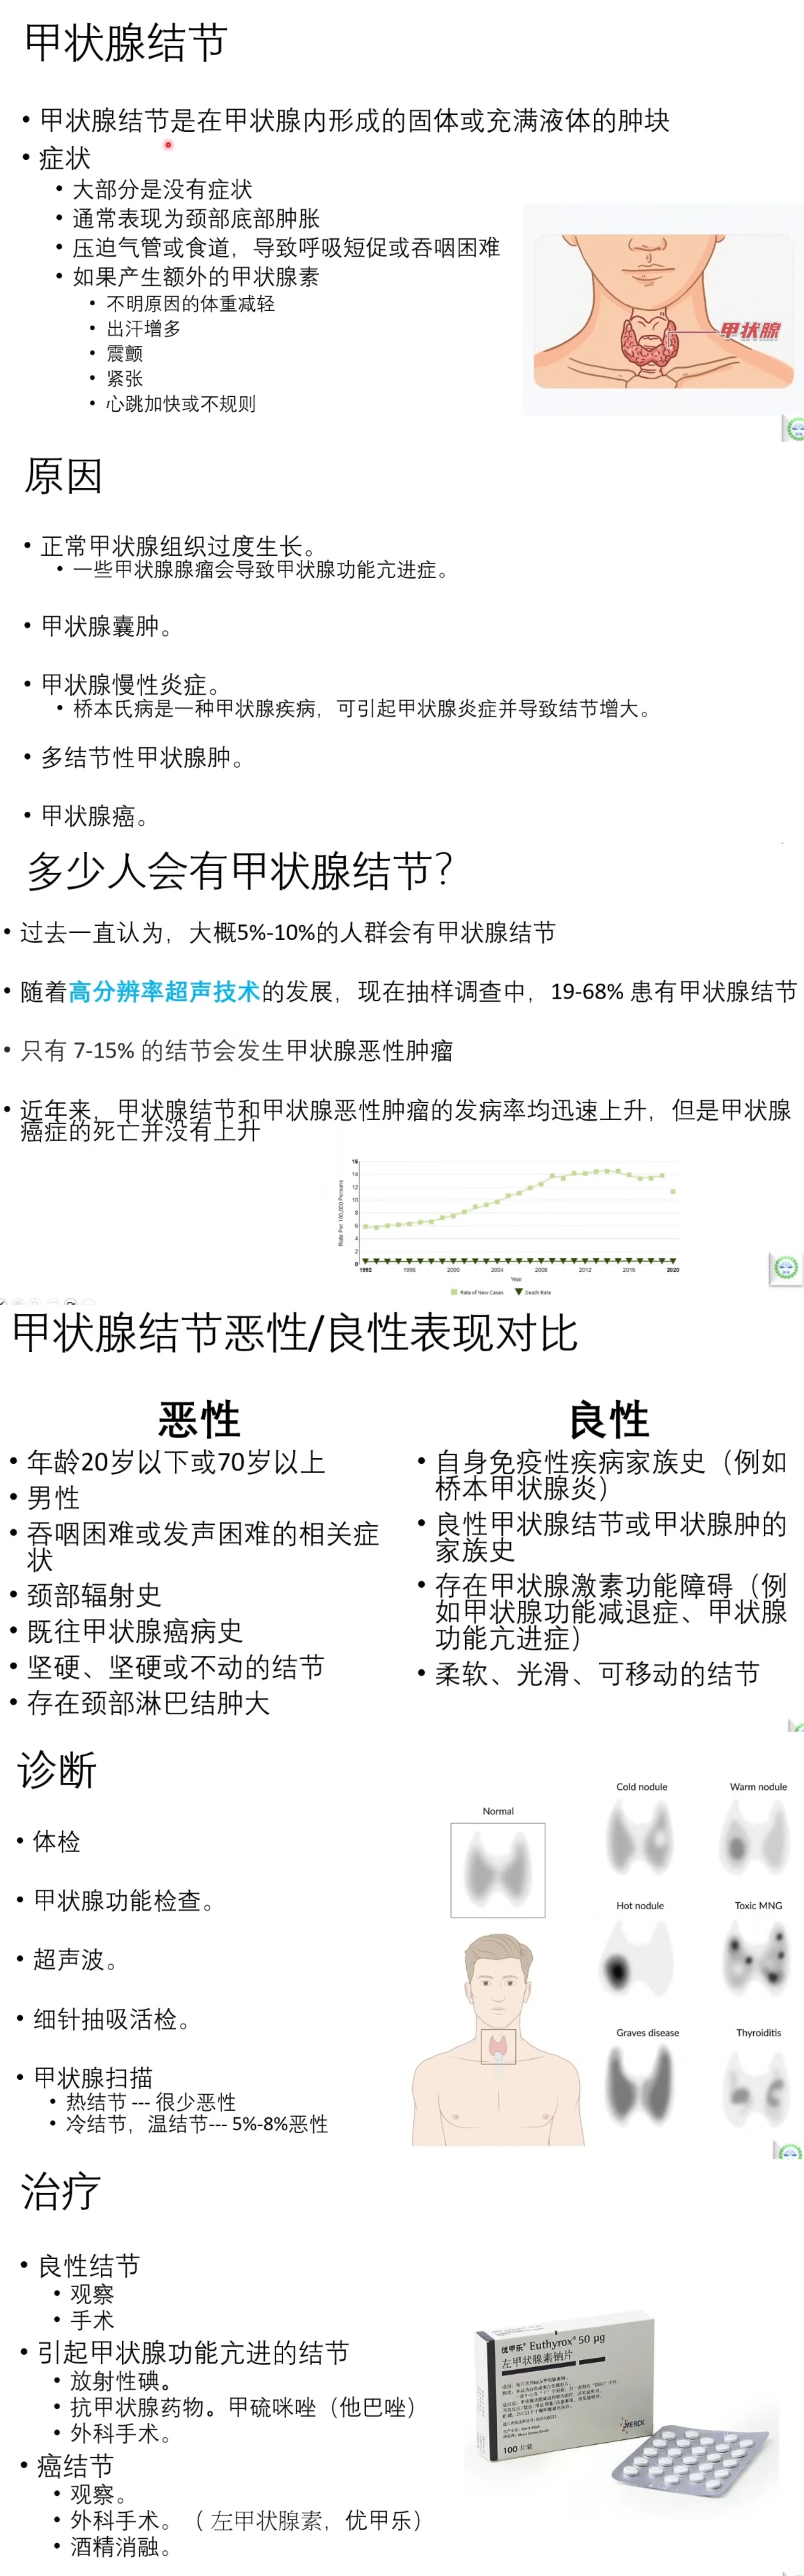 甲状腺结节
• 甲状腺结节是在甲状腺内形成的固体或充满液体的肿块
• 症状
• 大部分是没有症状
• 通常表现为颈部底部肿胀
• 压迫气管或食道，导致呼吸短促或吞咽困难
• 如果产生额外的甲状腺素
• 不明原因的体重减轻
• 出汗增多
• 震颤
• 紧张
• 心跳加快或不规则
甲状腺
原因
• 正常甲状腺组织过度生长。
• 一些甲状腺腺瘤会导致甲状腺功能亢进症。
• 甲状腺囊肿。
• 甲状腺慢性炎症。
• 桥本氏病是一种甲状腺疾病，可引起甲状腺炎症并导致结节增大。
• 多结节性甲状腺肿。
• 甲状腺癌。
多少人会有甲状腺结节？
• 过去一直认为，大概5%-10%的人群会有甲状腺结节
• 随着高分辨率超声技术的发展，现在抽样调查中，19-68% 患有甲状腺结节
• 只有 7-15% 的结节会发生甲状腺恶性肿瘤
• 近年来，甲状腺结节和甲状腺恶性肿瘤的发病率均迅速上升，但是甲状腺
癌症的死亡并没有上升
Rate Per 100,000 Persons
16
14
12
10
8
6
4
2
0
1992 1996 2000 2004 2008 2012 2016 2020
Year
Rate of New Cases Death Rate
甲状腺结节恶性/良性表现对比
恶性
• 年龄20岁以下或70岁以上
• 男性
• 吞咽困难或发声困难的相关症
状
• 颈部辐射史
• 既往甲状腺癌病史
• 坚硬、坚硬或不动的结节
• 存在颈部淋巴结肿大
良性
• 自身免疫性疾病家族史（例如
桥本甲状腺炎）
• 良性甲状腺结节或甲状腺肿的
家族史
• 存在甲状腺激素功能障碍（例
如甲状腺功能减退症、甲状腺
功能亢进症）
• 柔软、光滑、可移动的结节
诊断
• 体检
• 甲状腺功能检查。
• 超声波。
• 细针抽吸活检。
• 甲状腺扫描
• 热结节 --- 很少恶性
• 冷结节，温结节--- 5%-8%恶性
Normal
Cold nodule
Warm nodule
Hot nodule
Toxic MNG
Graves disease
Thyroiditis
治疗
• 良性结节
• 观察
• 手术
• 引起甲状腺功能亢进的结节
• 放射性碘。
• 抗甲状腺药物。甲硫咪唑（他巴唑）
• 外科手术。
• 癌结节
• 观察。
• 外科手术。（ 左甲状腺素，优甲乐）
• 酒精消融。
优甲乐® Euthyrox® 50 μg
左甲状腺素钠片
MERCK
100 片装